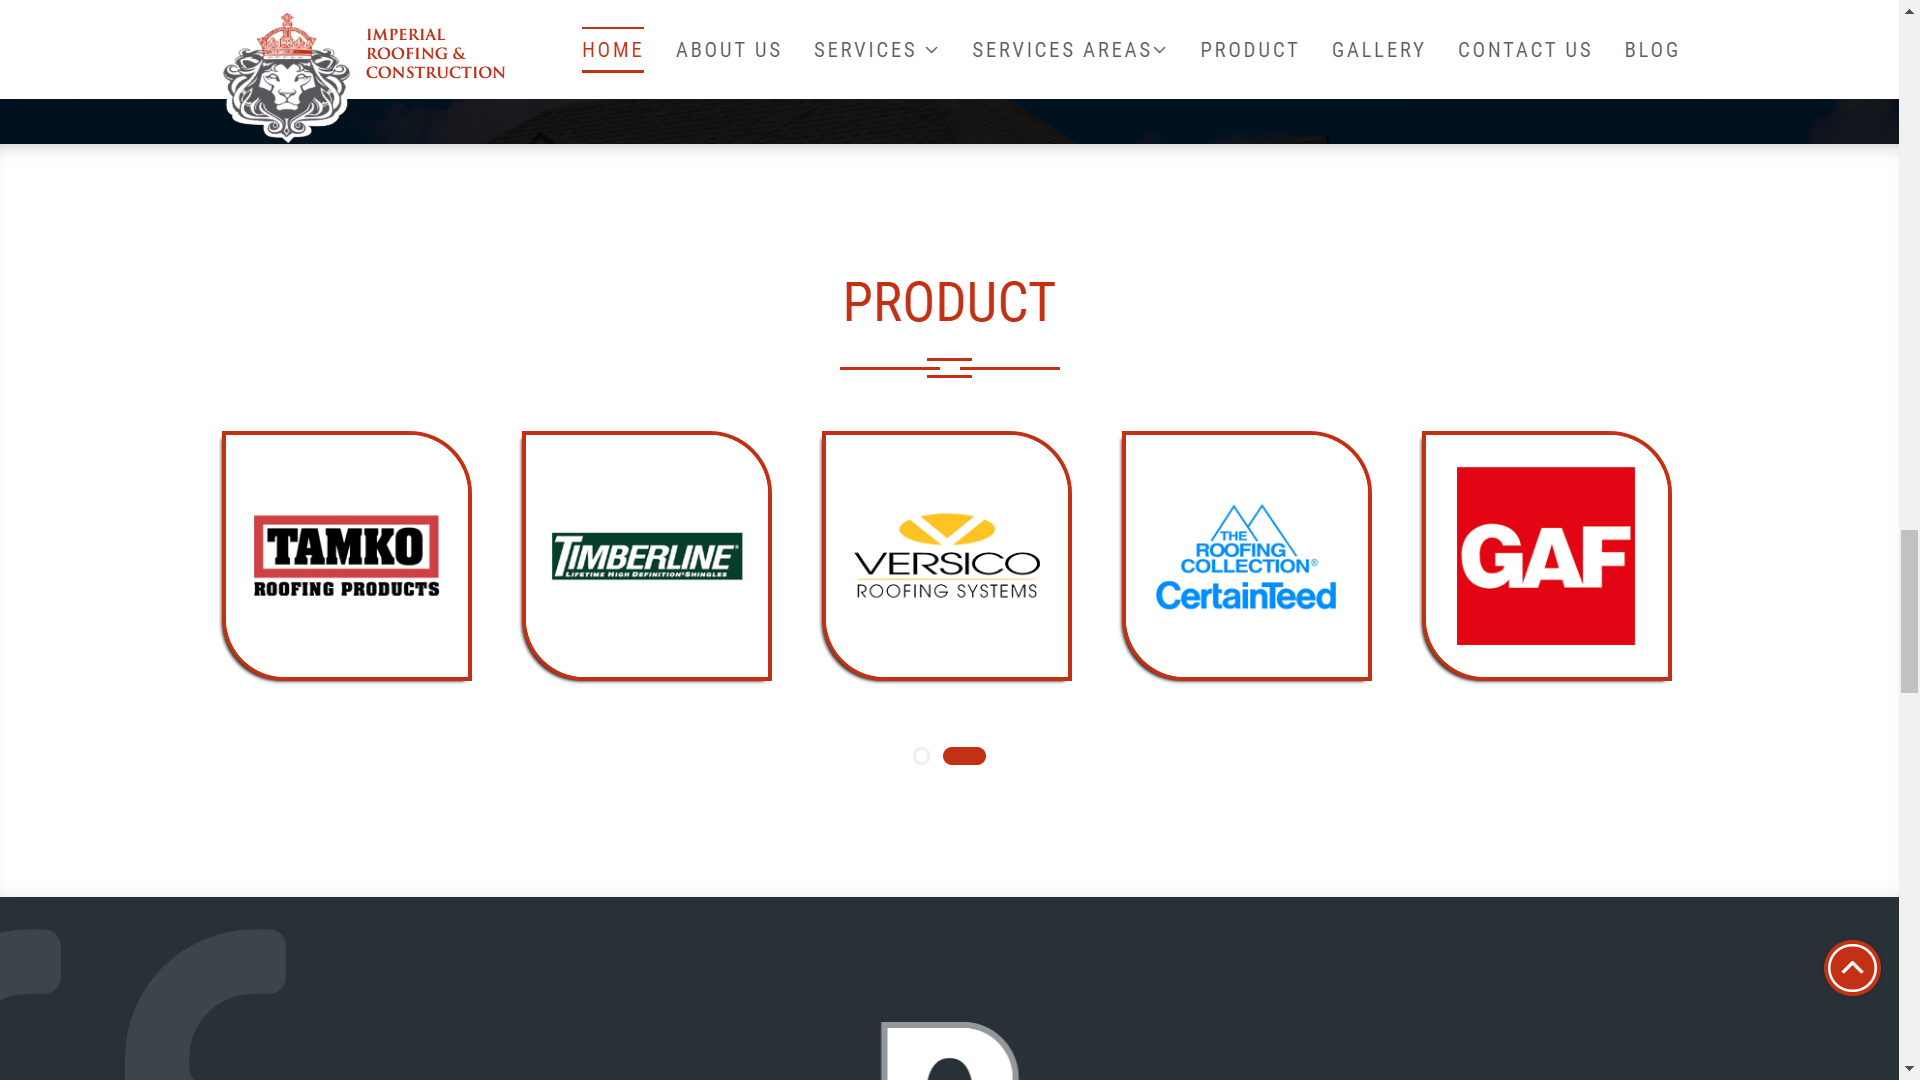 IMPERIAL
ROOFING &
CONSTRUCTION
HOME ABOUT US SERVICES SERVICES AREAS PRODUCT GALLERY CONTACT US BLOG
PRODUCT
TAMKO
ROOFING PRODUCTS
TIMBERLINE®
LIFETIME HIGH DEFINITION® SHINGLES
VERSICO
ROOFING SYSTEMS
THE
ROOFING
COLLECTION®
CertainTeed
GAF